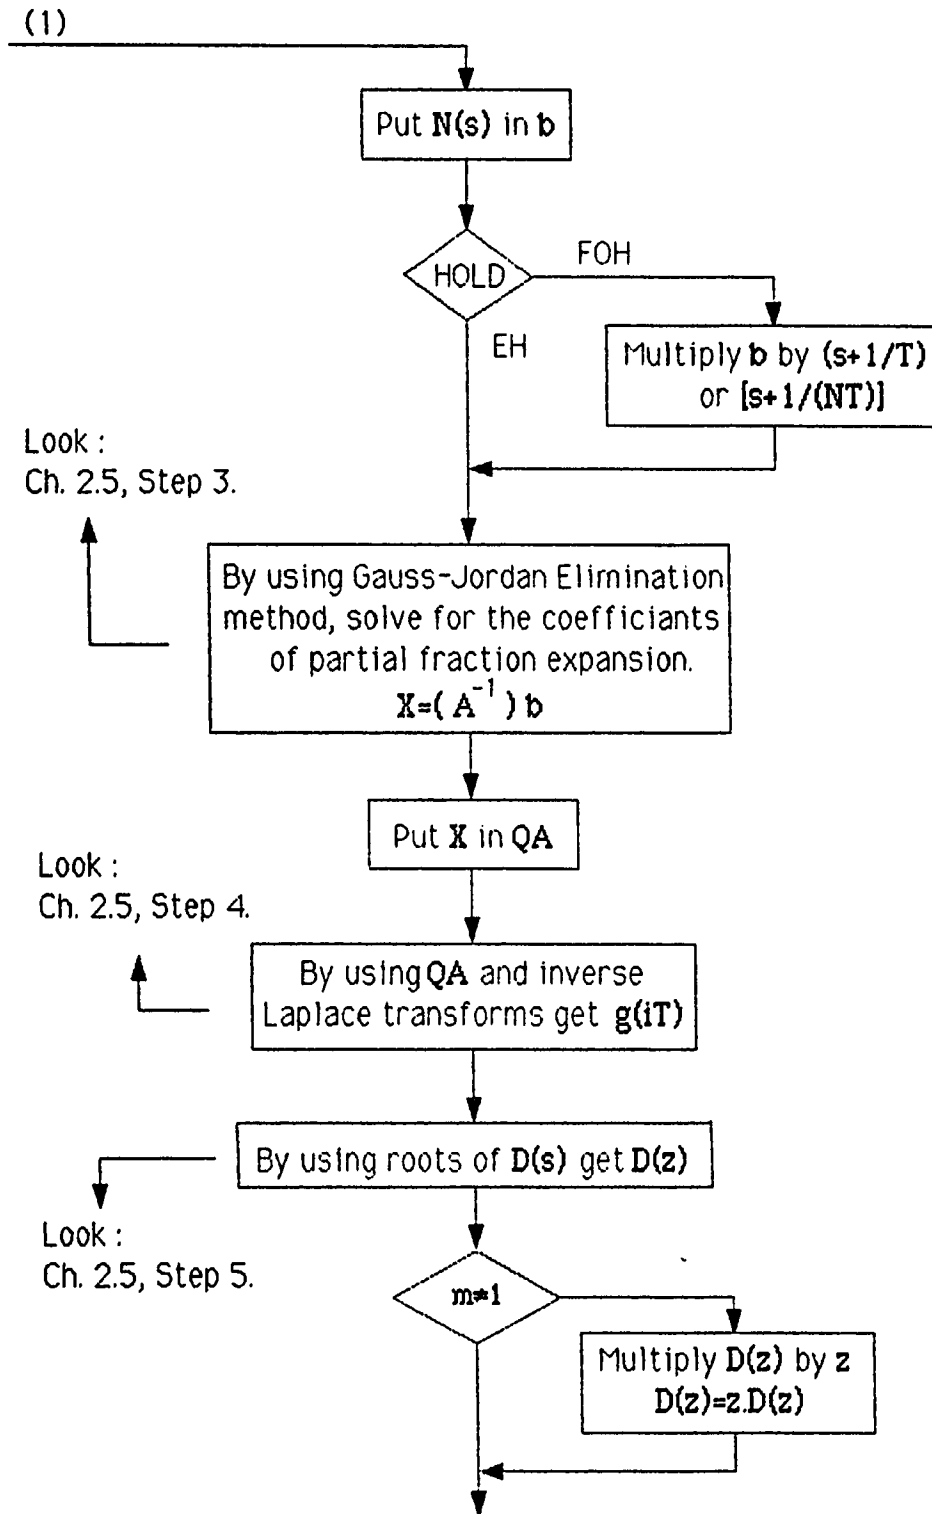 (1)
Put N(s) in b
HOLD
FOH
EH
Multiply b by (s+1/T)
or [s+1/(NT)]
Look :
Ch. 2.5, Step 3.
By using Gauss-Jordan Elimination
method, solve for the coefficiants
of partial fraction expansion.
X=( A⁻¹ ) b
Put X in QA
Look :
Ch. 2.5, Step 4.
By using QA and inverse
Laplace transforms get g(iT)
By using roots of D(s) get D(z)
Look :
Ch. 2.5, Step 5.
m≠1
Multiply D(z) by z
D(z)=z.D(z)